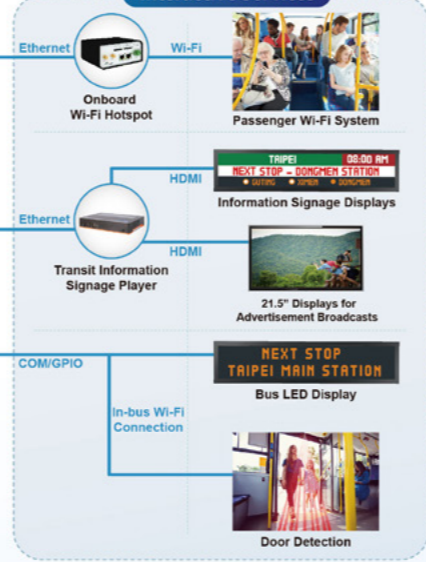 Ethernet
Wi-Fi
Onboard
Wi-Fi Hotspot
Passenger Wi-Fi System
TAIPEI 08:00 AM
NEXT STOP – DONGMEN STATION
HDMI
Information Signage Displays
Ethernet
HDMI
Transit Information
Signage Player
21.5" Displays for
Advertisement Broadcasts
COM/GPIO
NEXT STOP
TAIPEI MAIN STATION
Bus LED Display
In-bus Wi-Fi
Connection
Door Detection